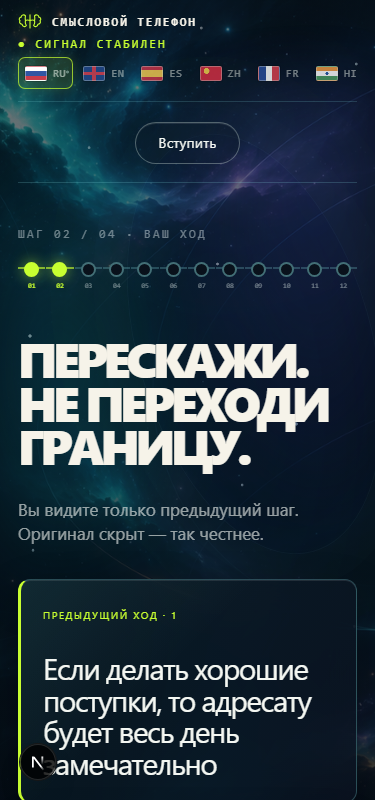 СМЫСЛОВОЙ ТЕЛЕФОН
СИГНАЛ СТАБИЛЕН
RU EN ES ZH FR HI
Вступить
ШАГ 02 / 04 · ВАШ ХОД
01 02 03 04 05 06 07 08 09 10 11 12
ПЕРЕСКАЖИ.
НЕ ПЕРЕХОДИ
ГРАНИЦУ.
Вы видите только предыдущий шаг.
Оригинал скрыт — так честнее.
ПРЕДЫДУЩИЙ ХОД · 1
Если делать хорошие
поступки, то адресату
будет весь день
замечательно
N